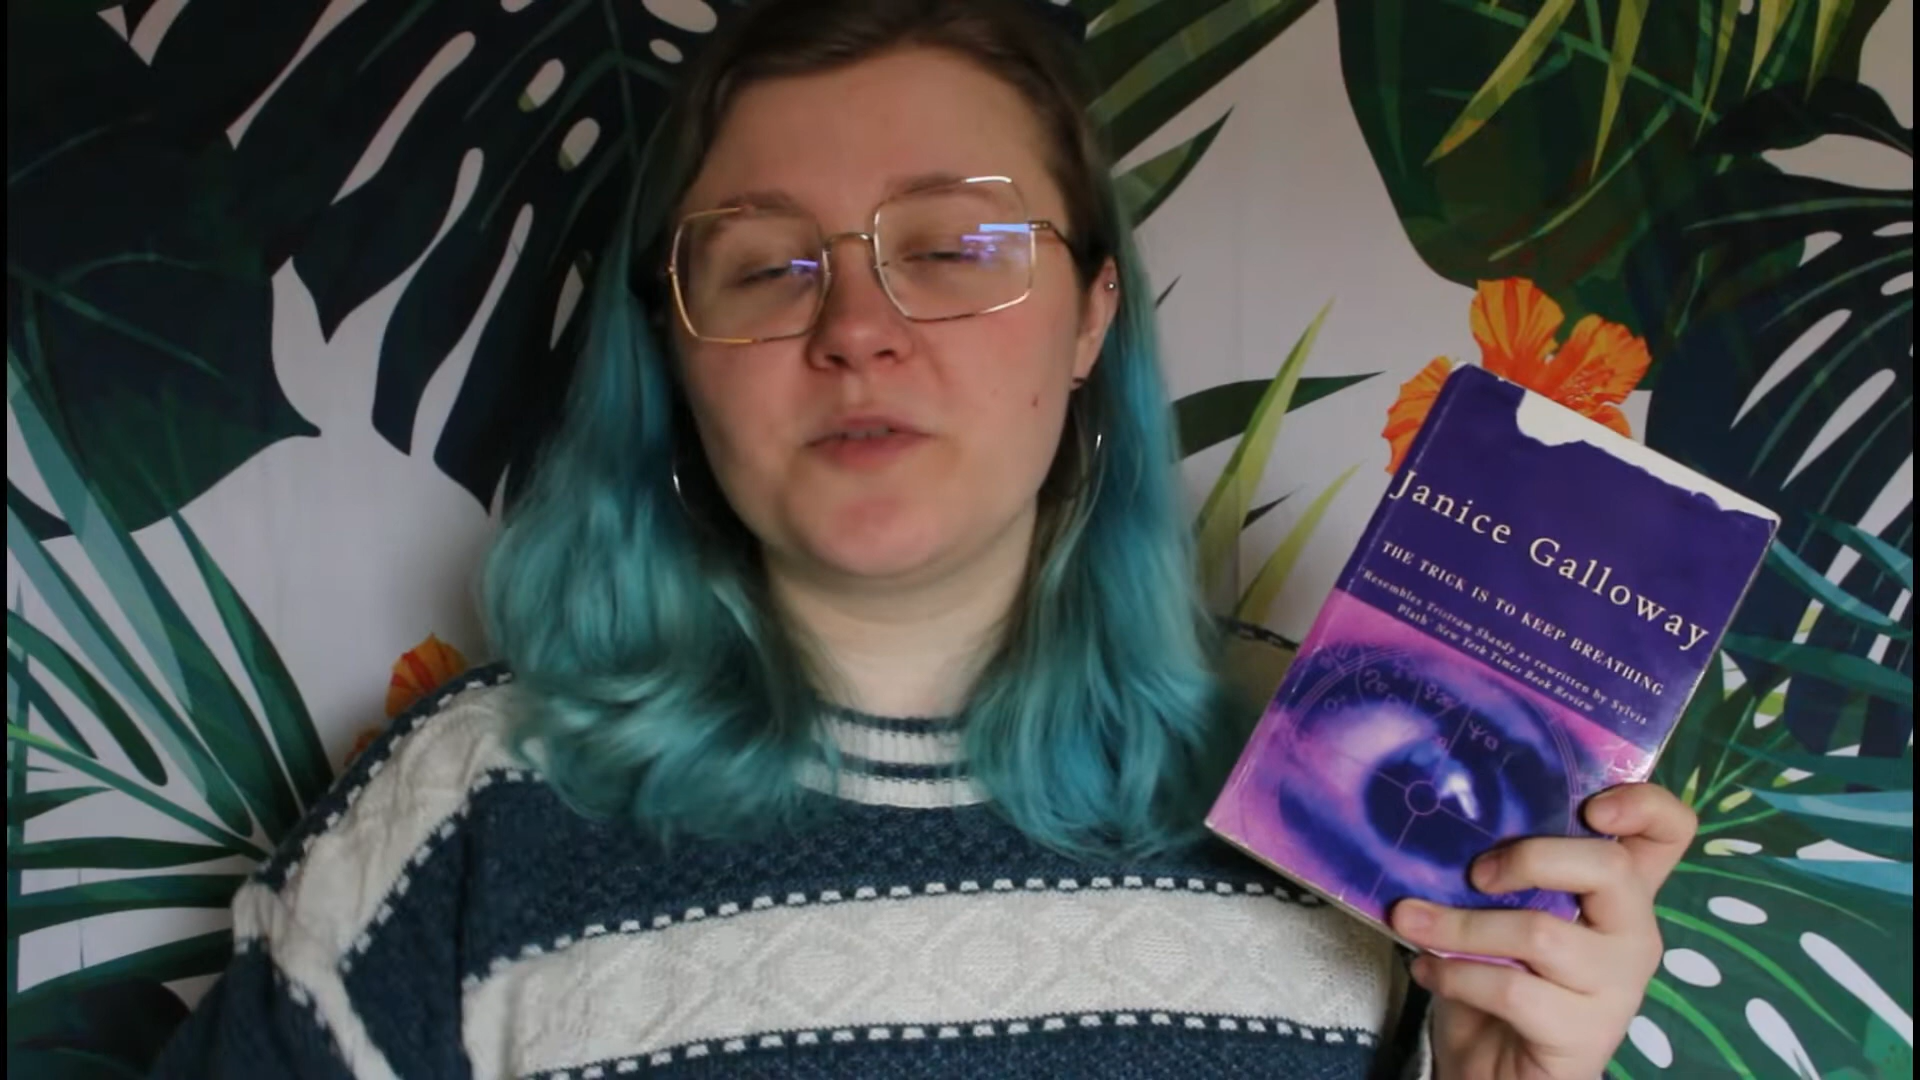 Janice Galloway
THE TRICK IS TO KEEP BREATHING
"Resembles Tristram Shandy as rewritten by Sylvia
Plath" New York Times Book Review